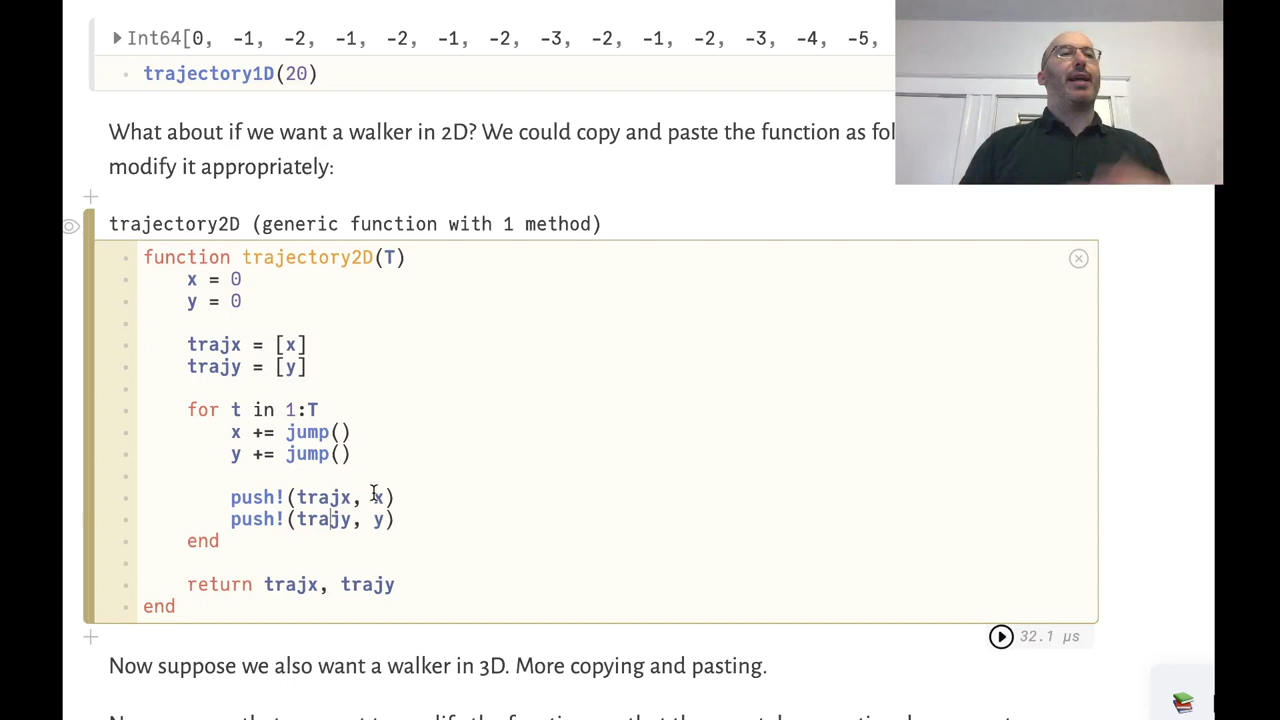 Int64[0, -1, -2, -1, -2, -1, -2, -3, -2, -1, -2, -3, -4, -5,
trajectory1D(20)
What about if we want a walker in 2D? We could copy and paste the function as
modify it appropriately:
trajectory2D (generic function with 1 method)
function trajectory2D(T)
    x = 0
    y = 0
    trajx = [x]
    trajy = [y]
    for t in 1:T
        x += jump()
        y += jump()
        push!(trajx, x)
        push!(trajy, y)
    end
    return trajx, trajy
end
32.1 μs
Now suppose we also want a walker in 3D. More copying and pasting.